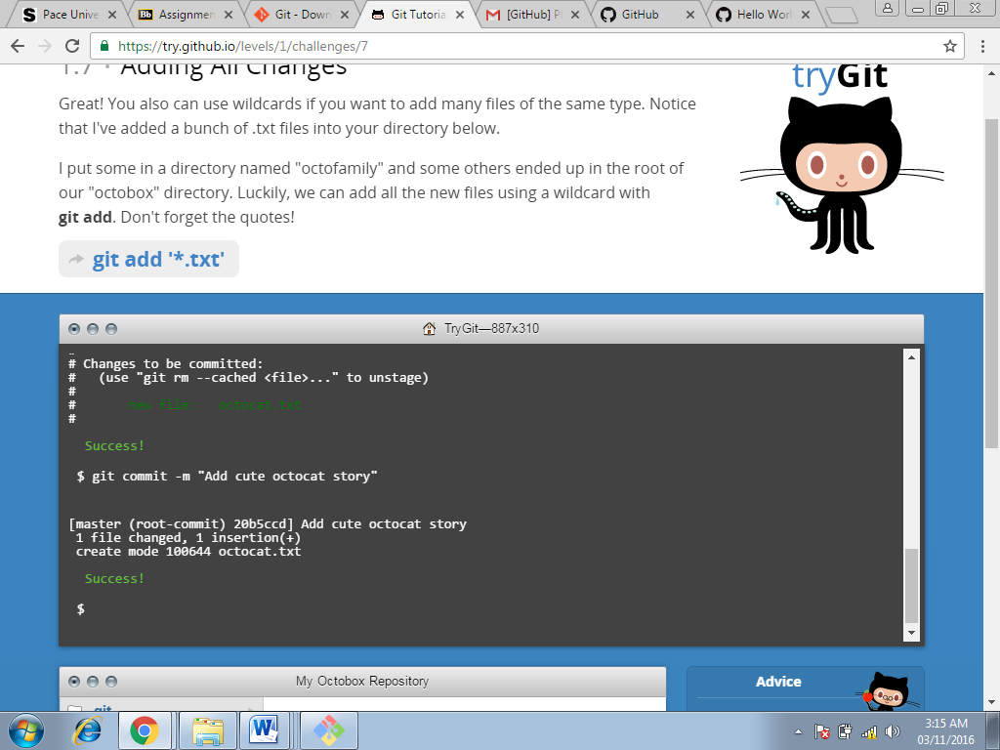 Pace Unive
Bb Assignmen
Git - Down
Git Tutoria
[GitHub] Pl
GitHub
Hello Worl
https://try.github.io/levels/1/challenges/7
1.7 · Adding All Changes
tryGit
Great! You also can use wildcards if you want to add many files of the same type. Notice
that I've added a bunch of .txt files into your directory below.
I put some in a directory named "octofamily" and some others ended up in the root of
our "octobox" directory. Luckily, we can add all the new files using a wildcard with
git add. Don't forget the quotes!
git add '*.txt'
TryGit—887x310
# Changes to be committed:
#   (use "git rm --cached <file>..." to unstage)
#
#       new file:   octocat.txt
#
Success!
$ git commit -m "Add cute octocat story"
[master (root-commit) 20b5ccd] Add cute octocat story
1 file changed, 1 insertion(+)
create mode 100644 octocat.txt
Success!
$
My Octobox Repository
Advice
.git
3:15 AM
03/11/2016